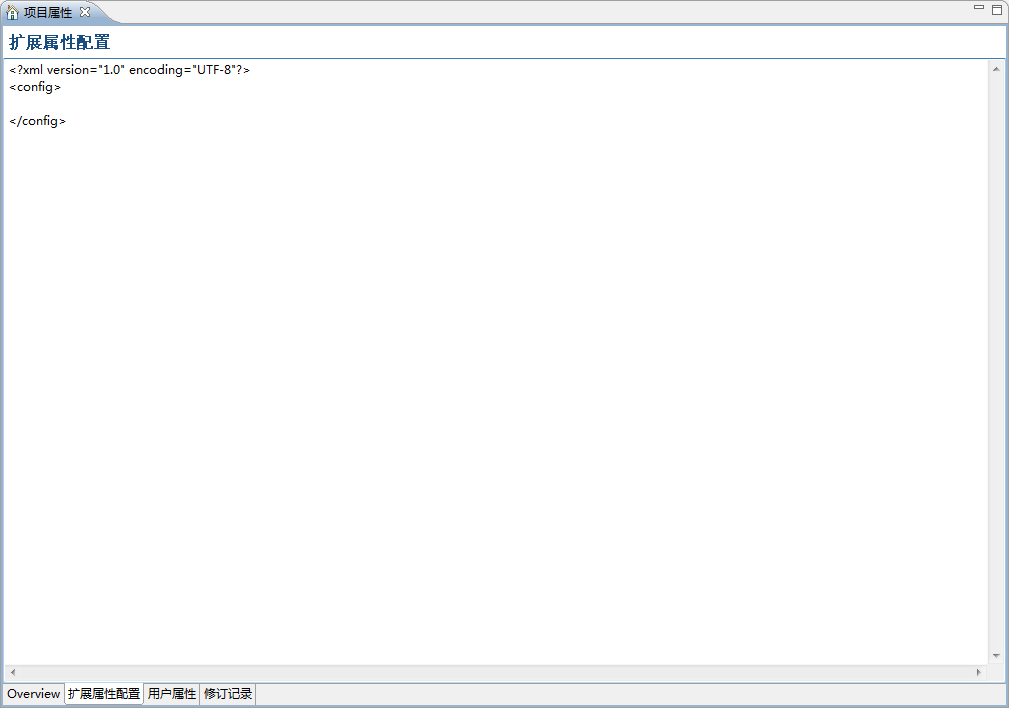 项目属性
扩展属性配置
<?xml version="1.0" encoding="UTF-8"?>
<config>
</config>
Overview 扩展属性配置 用户属性 修订记录